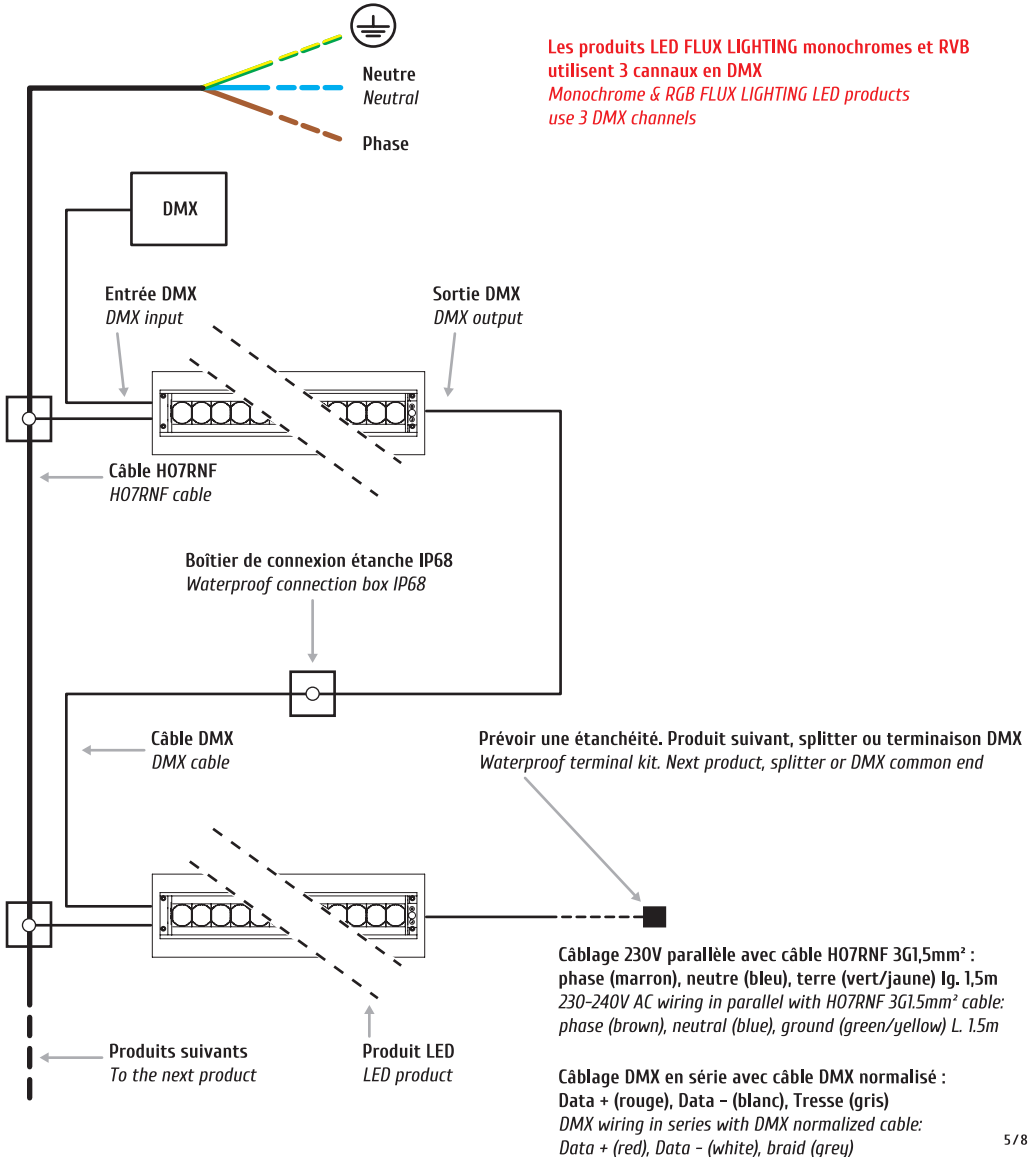 Les produits LED FLUX LIGHTING monochromes et RVB
utilisent 3 cannaux en DMX
Monochrome & RGB FLUX LIGHTING LED products
use 3 DMX channels
Neutre
Neutral
Phase
DMX
Entrée DMX
DMX input
Sortie DMX
DMX output
Câble HO7RNF
HO7RNF cable
Boîtier de connexion étanche IP68
Waterproof connection box IP68
Câble DMX
DMX cable
Prévoir une étanchéité. Produit suivant, splitter ou terminaison DMX
Waterproof terminal kit. Next product, splitter or DMX common end
Câblage 230V parallèle avec câble HO7RNF 3G1,5mm² :
phase (marron), neutre (bleu), terre (vert/jaune) lg. 1,5m
230-240V AC wiring in parallel with HO7RNF 3G1.5mm² cable:
phase (brown), neutral (blue), ground (green/yellow) L. 1.5m
Produits suivants
To the next product
Produit LED
LED product
Câblage DMX en série avec câble DMX normalisé :
Data + (rouge), Data - (blanc), Tresse (gris)
DMX wiring in series with DMX normalized cable:
Data + (red), Data - (white), braid (grey)
5/8